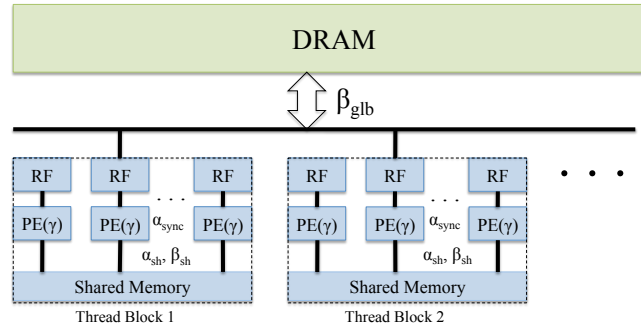 DRAM
β_glb
RF RF RF RF RF RF
. . . . . .
PE(γ) PE(γ) α_sync PE(γ) PE(γ) PE(γ) α_sync PE(γ)
α_sh, β_sh α_sh, β_sh
Shared Memory Shared Memory
Thread Block 1 Thread Block 2